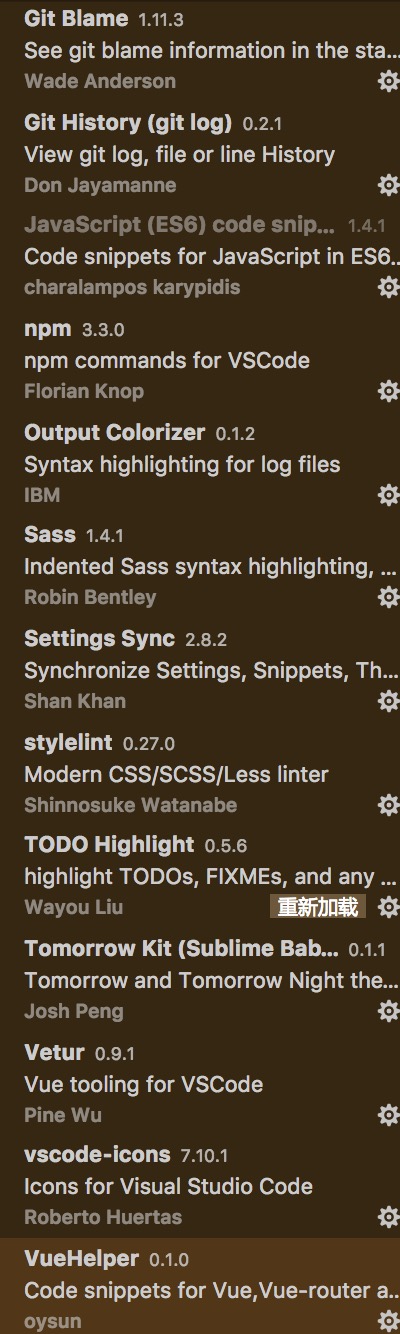 Git Blame 1.11.3
See git blame information in the sta...
Wade Anderson
Git History (git log) 0.2.1
View git log, file or line History
Don Jayamanne
JavaScript (ES6) code snip... 1.4.1
Code snippets for JavaScript in ES6..
charalampos karypidis
npm 3.3.0
npm commands for VSCode
Florian Knop
Output Colorizer 0.1.2
Syntax highlighting for log files
IBM
Sass 1.4.1
Indented Sass syntax highlighting, ...
Robin Bentley
Settings Sync 2.8.2
Synchronize Settings, Snippets, Th...
Shan Khan
stylelint 0.27.0
Modern CSS/SCSS/Less linter
Shinnosuke Watanabe
TODO Highlight 0.5.6
highlight TODOs, FIXMEs, and any ...
Wayou Liu 重新加载
Tomorrow Kit (Sublime Bab... 0.1.1
Tomorrow and Tomorrow Night the...
Josh Peng
Vetur 0.9.1
Vue tooling for VSCode
Pine Wu
vscode-icons 7.10.1
Icons for Visual Studio Code
Roberto Huertas
VueHelper 0.1.0
Code snippets for Vue,Vue-router a..
oysun